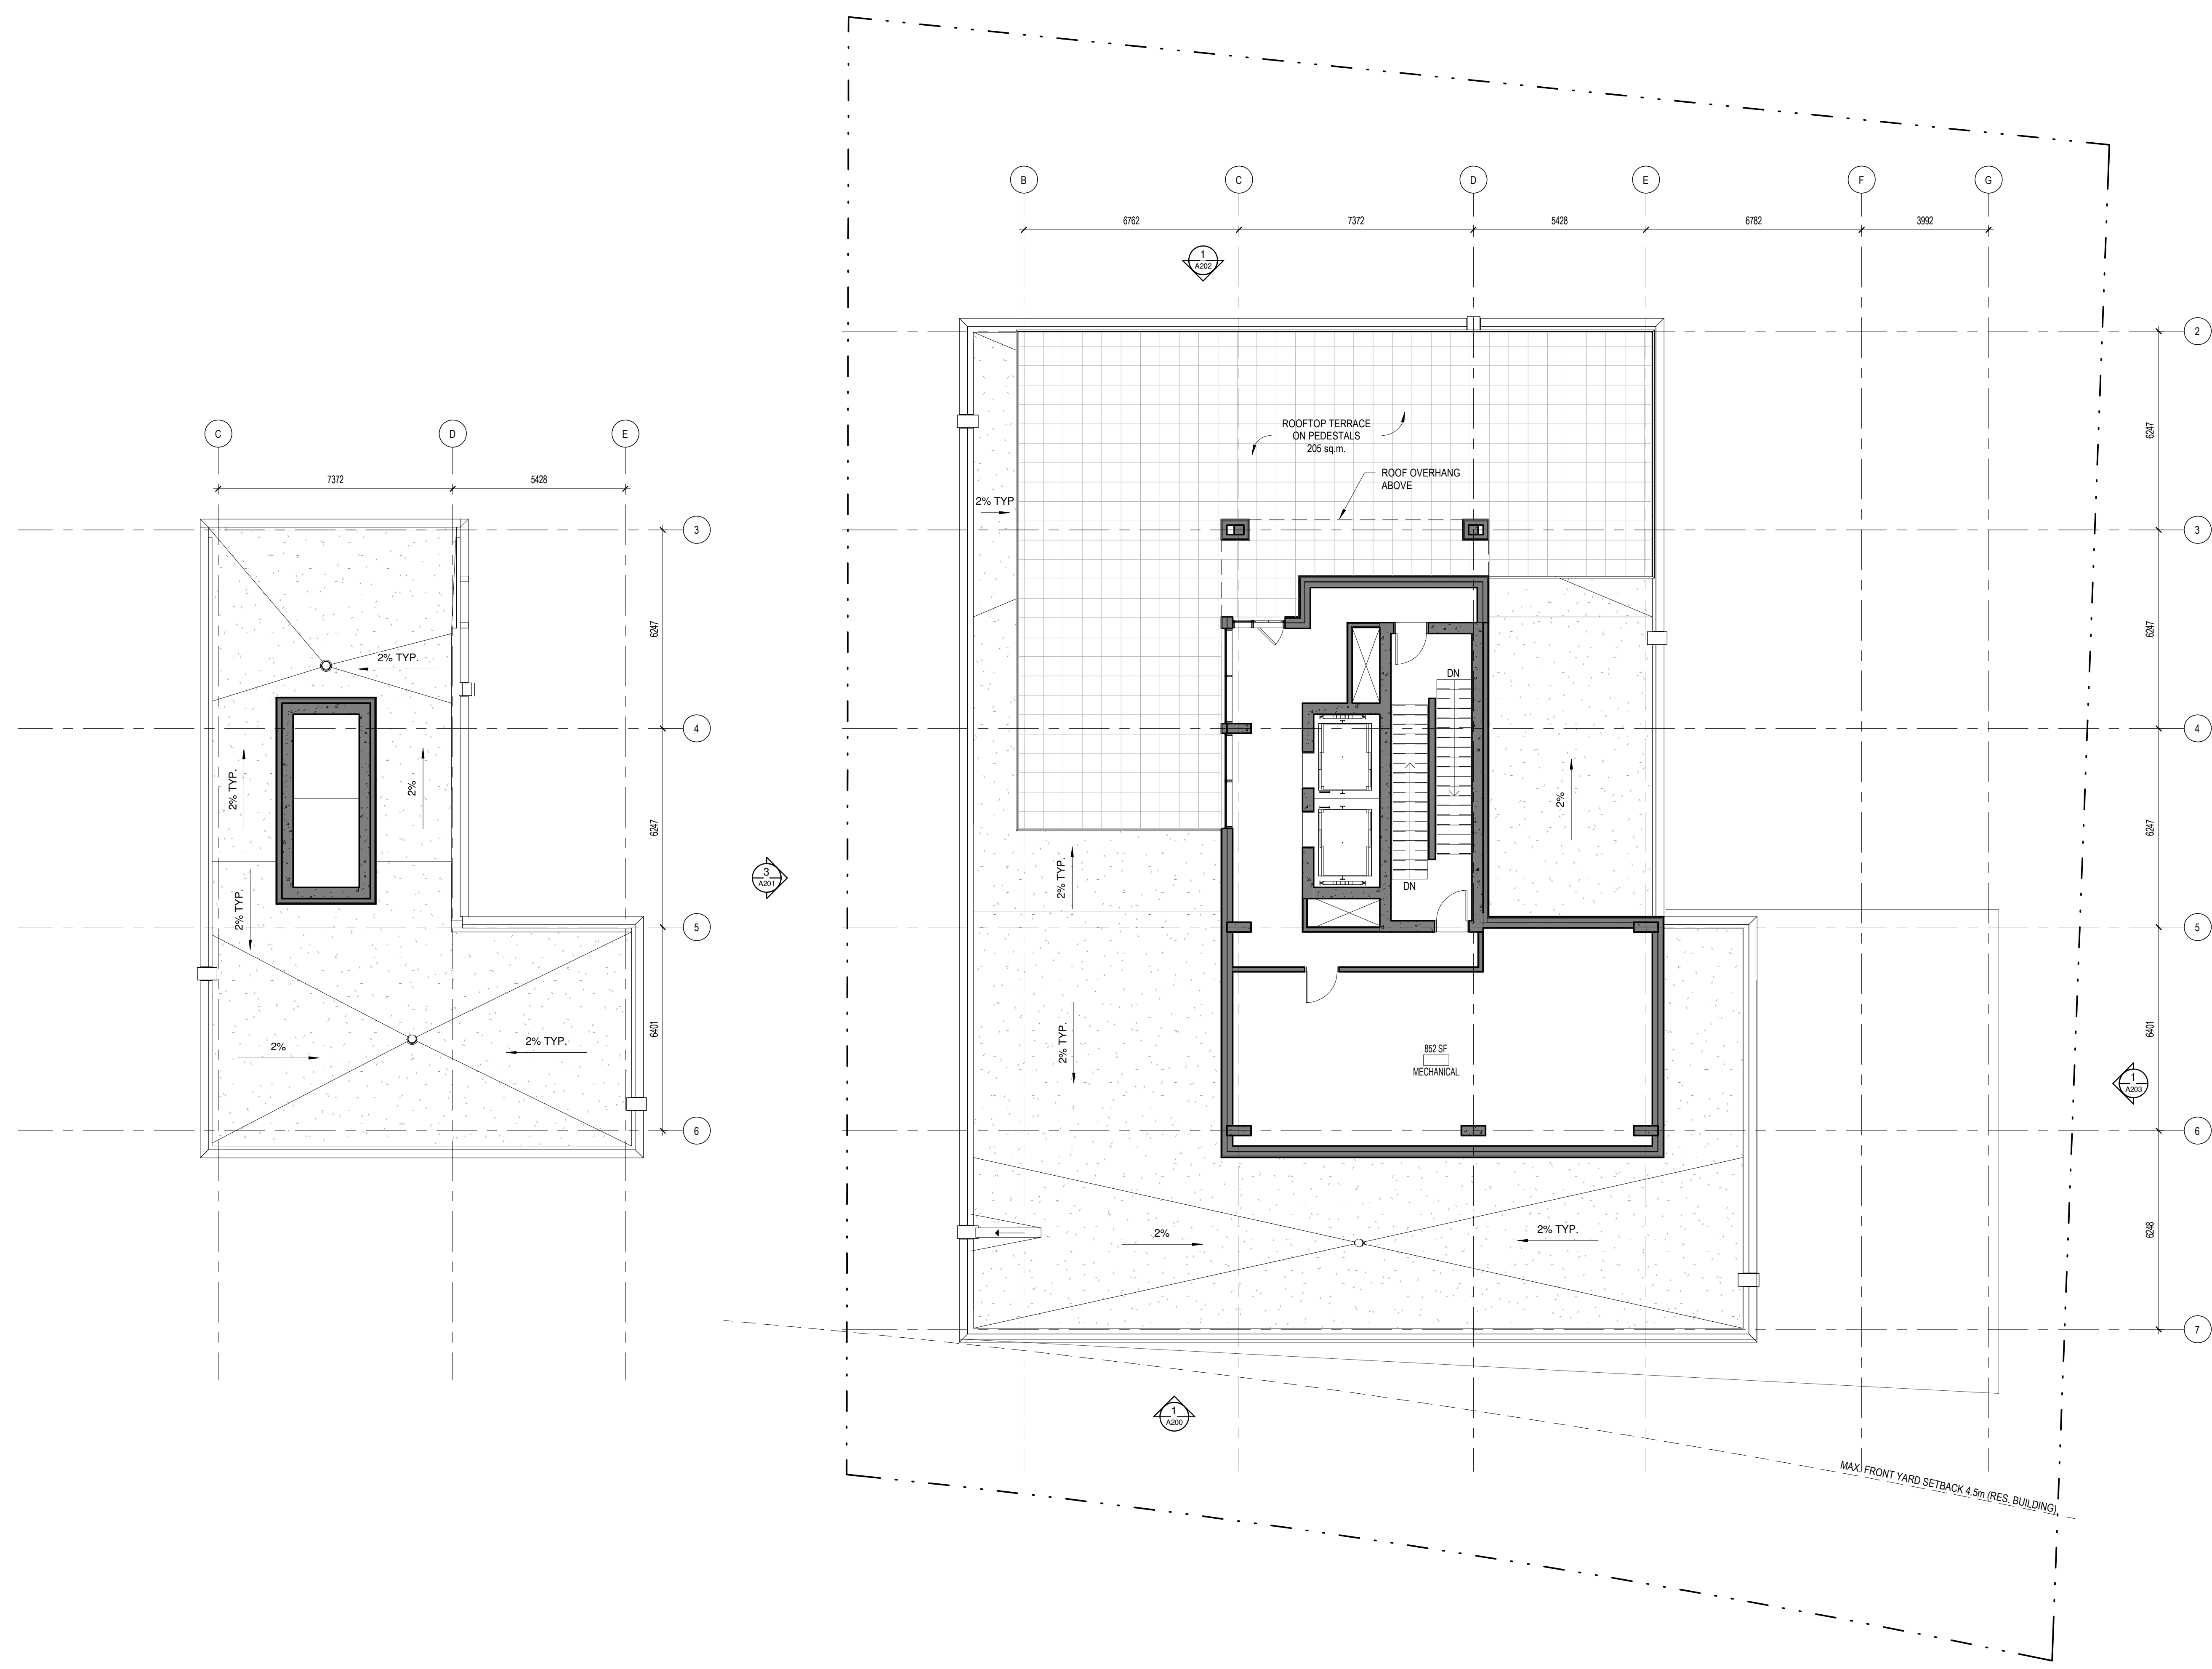 B
C
D
E
F
G
6762
7372
5428
6782
3992
1
A202
2
6247
ROOFTOP TERRACE
ON PEDESTALS
205 sq.m.
ROOF OVERHANG
ABOVE
2% TYP
3
6247
DN
4
2%
6247
DN
2% TYP.
5
2% TYP.
852 SF
MECHANICAL
6401
1
A203
6
2%
2% TYP.
6248
7
1
A200
MAX. FRONT YARD SETBACK 4.5m (RES. BUILDING)
C
D
E
7372
5428
3
6247
2% TYP.
4
2% TYP.
2%
6247
3
A201
2% TYP.
5
2%
2% TYP.
6401
6